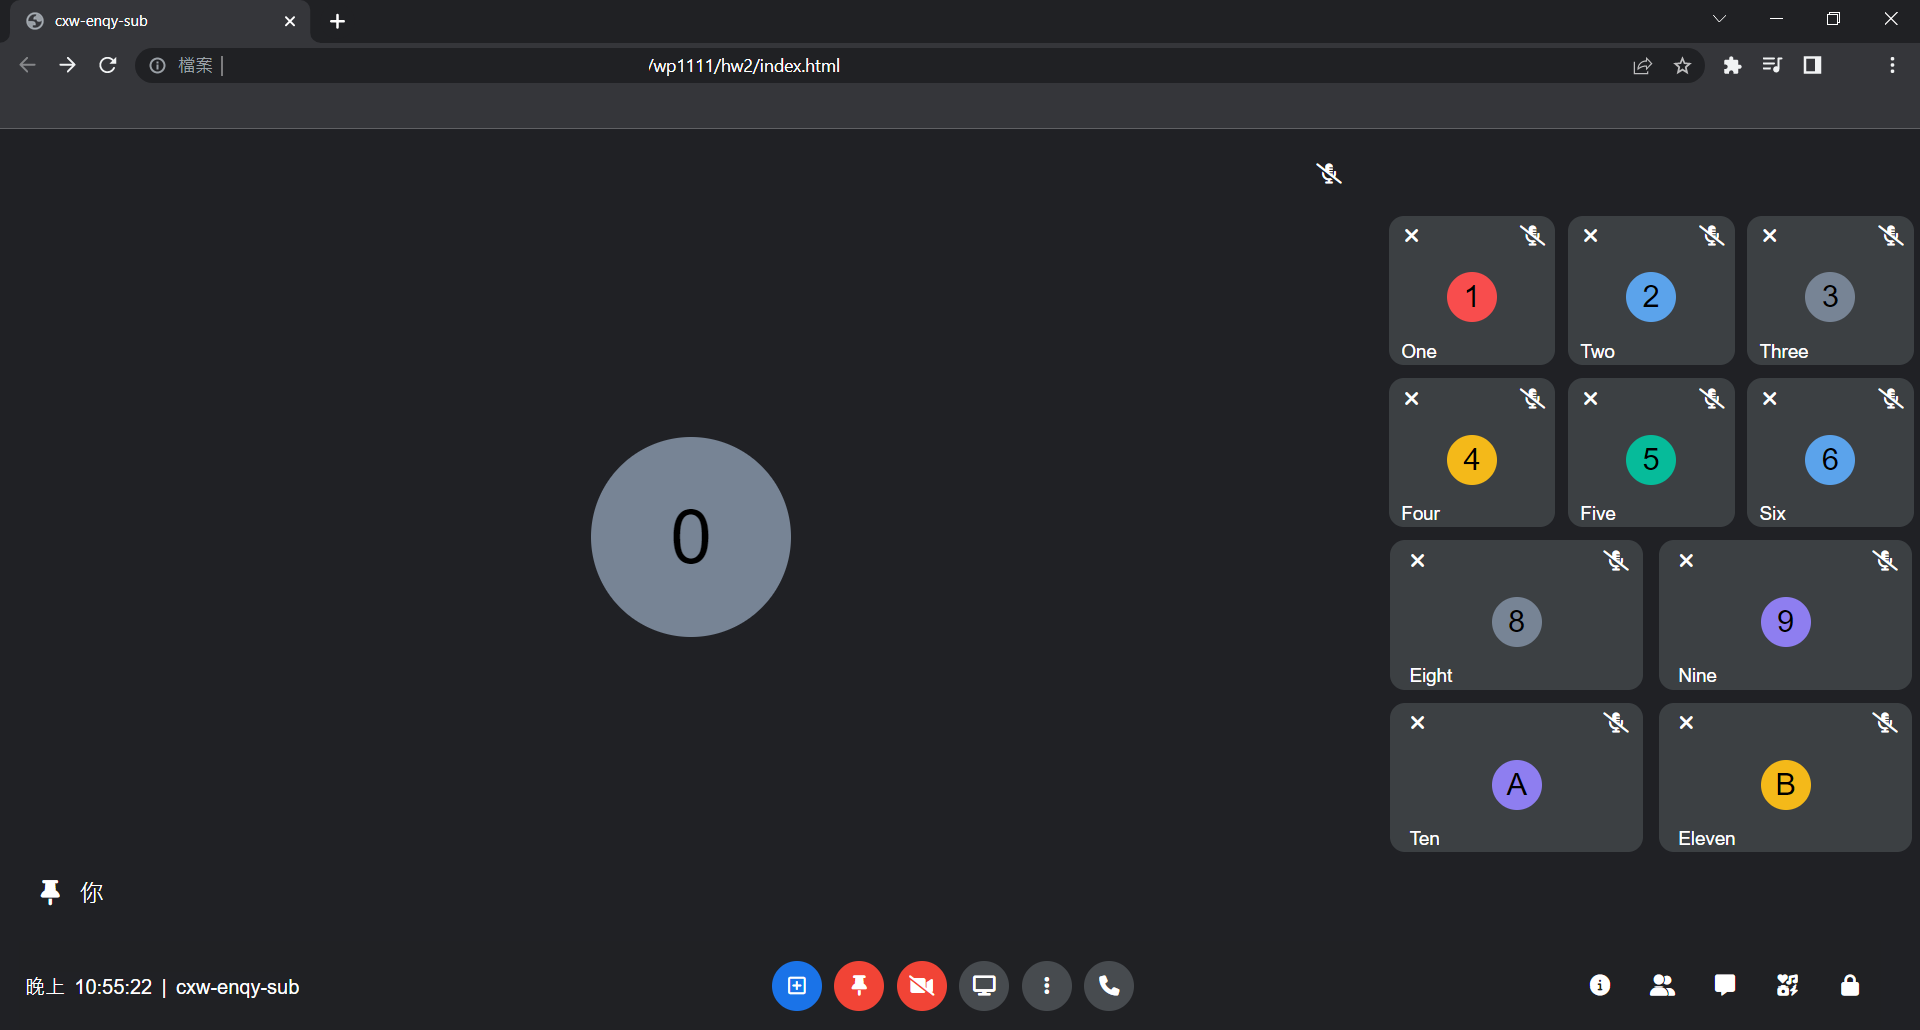 cxw-enqy-sub
檔案 | /wp1111/hw2/index.html
0
1
One
2
Two
3
Three
4
Four
5
Five
6
Six
8
Eight
9
Nine
A
Ten
B
Eleven
你
晚上 10:55:22 | cxw-enqy-sub